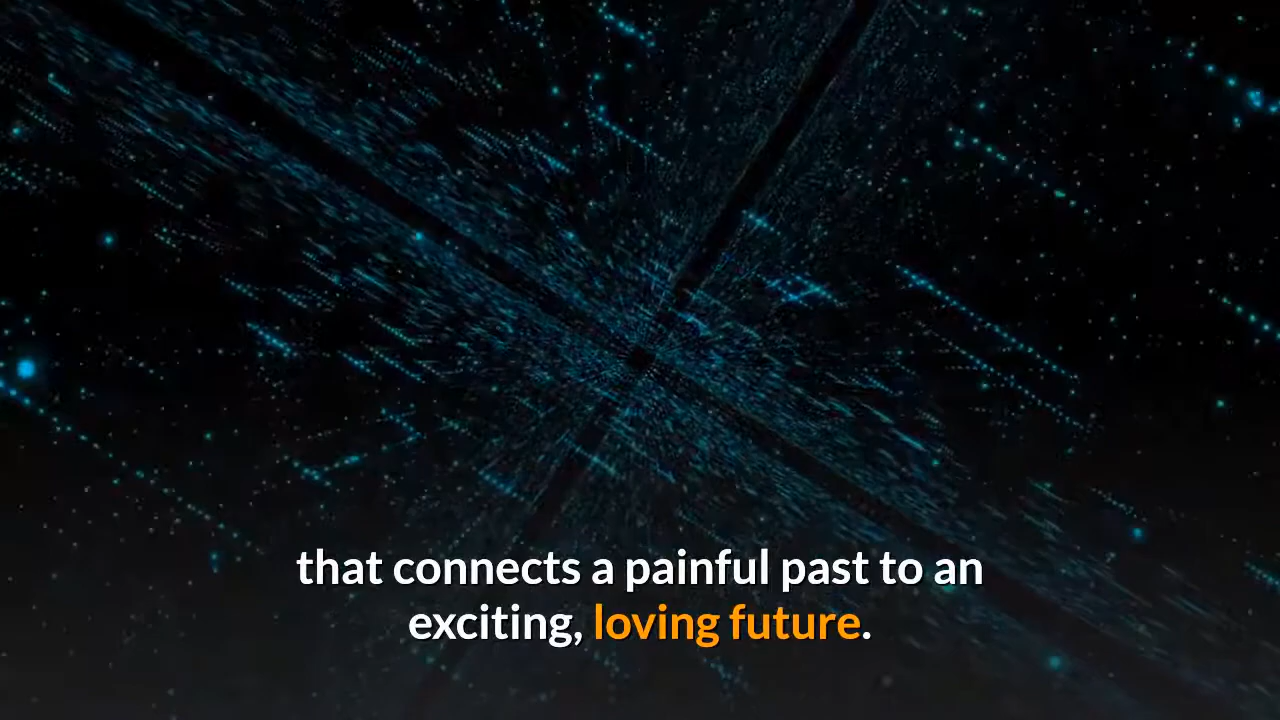 that connects a painful past to an
exciting, loving future.